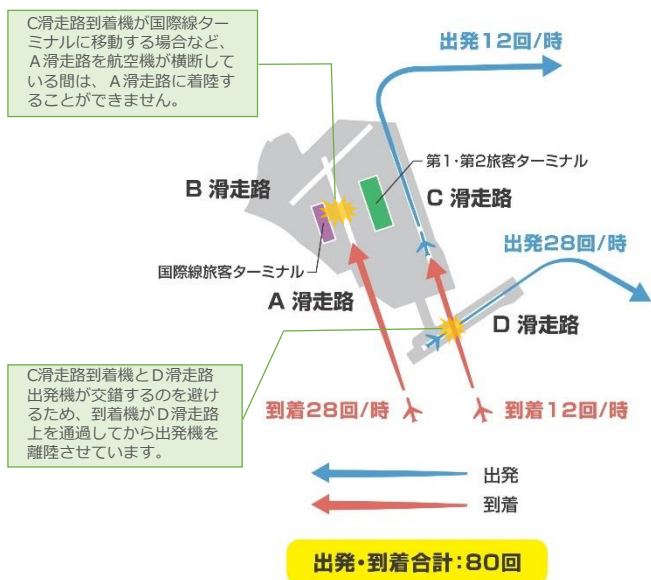 C滑走路到着機が国際線ター
ミナルに移動する場合など、
A滑走路を航空機が横断して
いる間は、A滑走路に着陸す
ることができません。
出発12回/時
第1・第2旅客ターミナル
B 滑走路
C 滑走路
出発28回/時
国際線旅客ターミナル
A 滑走路
D 滑走路
C滑走路到着機とD滑走路
出発機が交錯するのを避け
るため、到着機がD滑走路
上を通過してから出発機を
離陸させています。
到着28回/時
到着12回/時
出発
到着
出発・到着合計:80回